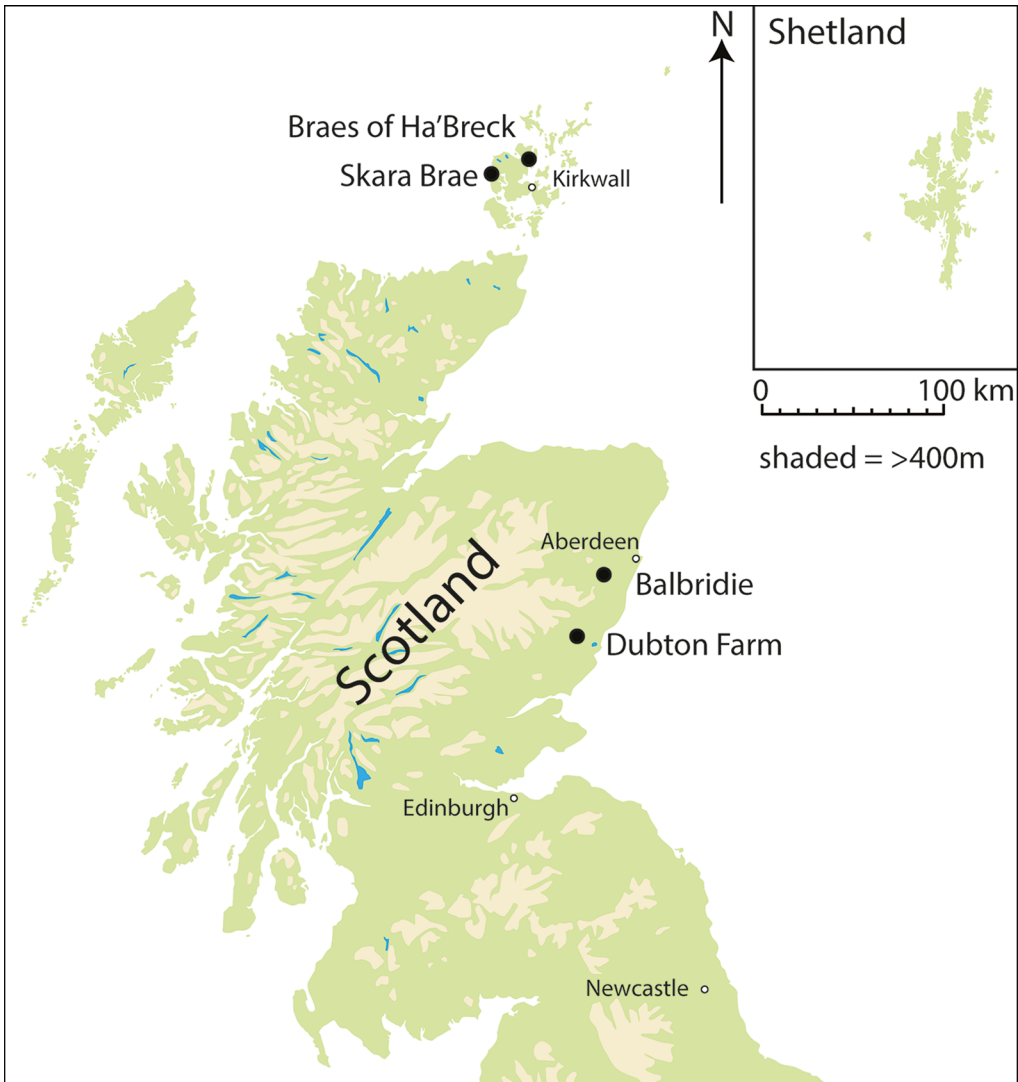 N
Shetland
Braes of Ha'Breck
Skara Brae
Kirkwall
0
100 km
shaded = >400m
Aberdeen
Scotland
Balbridie
Dubton Farm
Edinburgh
Newcastle